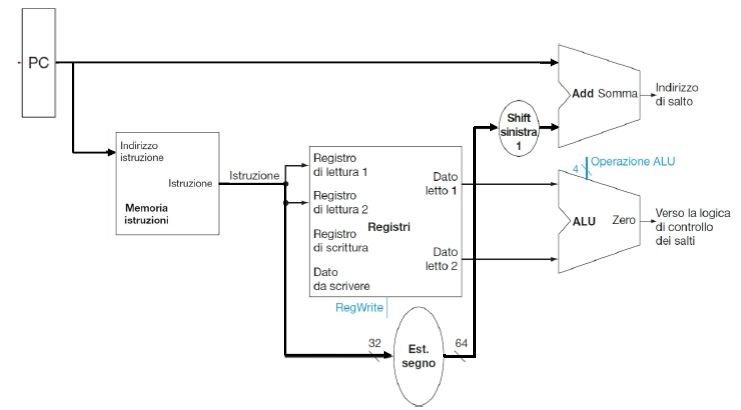 PC
Indirizzo
istruzione
Istruzione
Memoria
istruzioni
Istruzione
Registro
di lettura 1
Registro
di lettura 2
Registro
di scrittura
Dato
da scrivere
Registri
Dato
letto 1
Dato
letto 2
RegWrite
32
Est.
segno
64
Shift
sinistra
1
Add Somma
Indirizzo
di salto
4
Operazione ALU
ALU Zero
Verso la logica
di controllo
dei salti